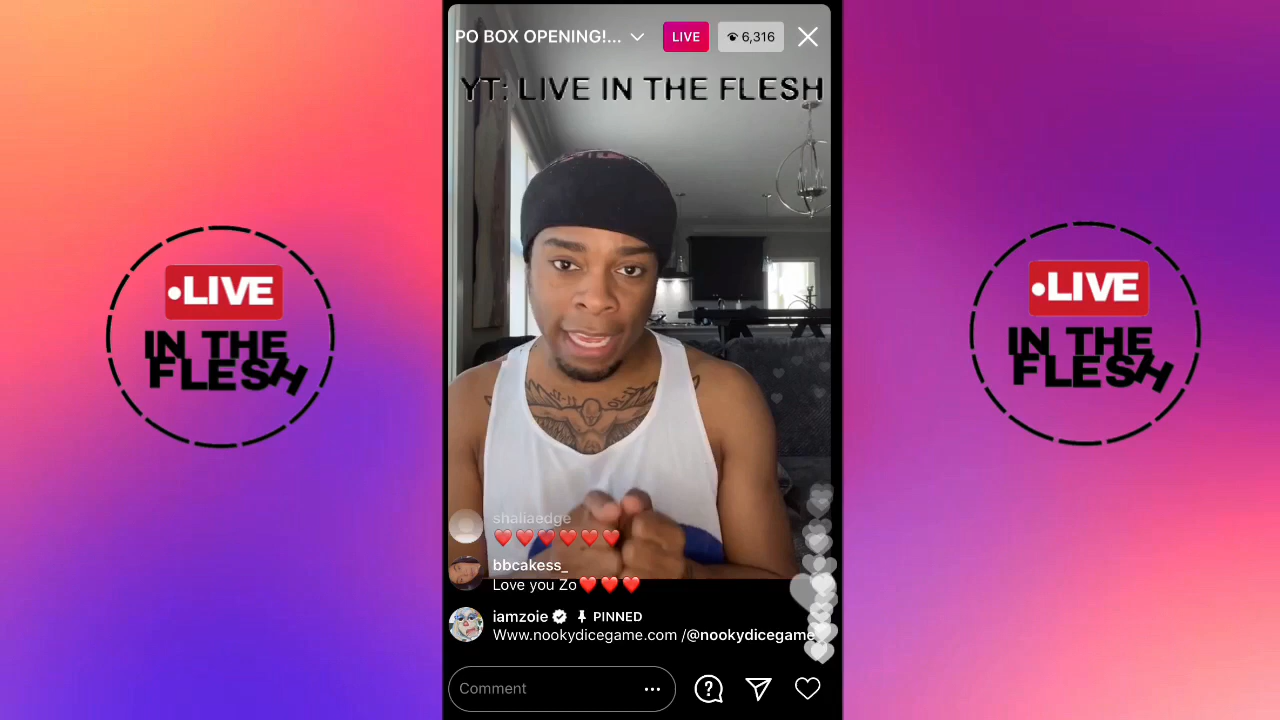 PO BOX OPENING!...
LIVE
6,316
YT: LIVE IN THE FLESH
LIVE
IN THE
FLESH
LIVE
IN THE
FLESH
shaliaedge
❤️❤️❤️❤️❤️❤️
bbcakess_
Love you Zo❤️❤️❤️
iamzoie PINNED
Www.nookydicegame.com /@nookydicegame
Comment